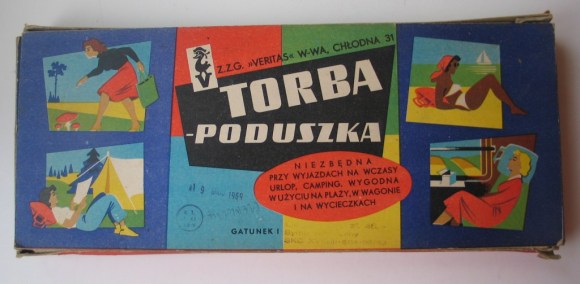 Z.Z.G. »VERITAS« W-WA, CHŁODNA 31
TORBA
-PODUSZKA
NIEZBĘDNA
PRZY WYJAZDACH NA WCZASY
URLOP, CAMPING. WYGODNA
W UŻYCIU NA PLAŻY, W WAGONIE
I NA WYCIECZKACH
GATUNEK I